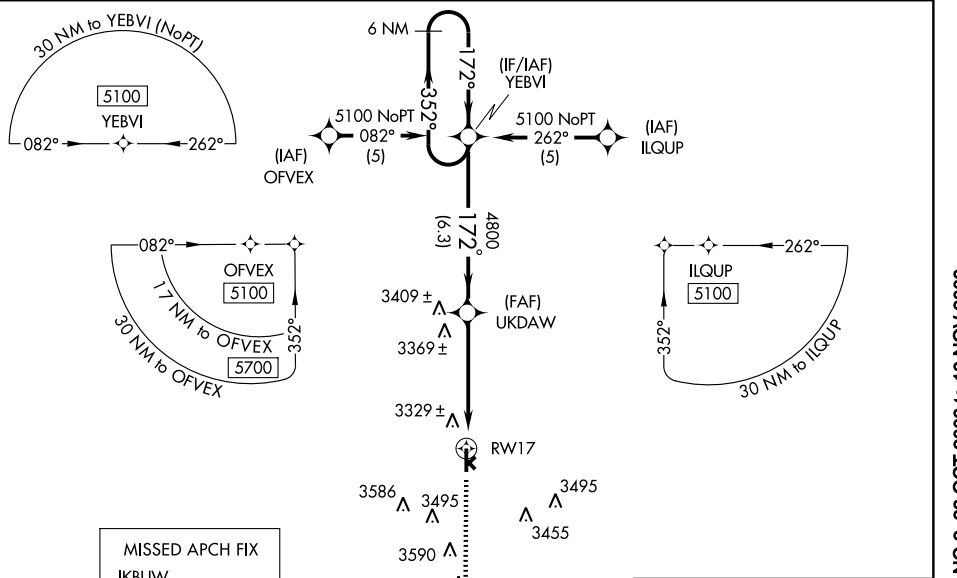 30 NM to YEBVI (NoPT)
5100
YEBVI
082°
262°
6 NM
172°
352°
(IF/IAF)
YEBVI
5100 NoPT
082°
(5)
(IAF)
OFVEX
5100 NoPT
262°
(5)
(IAF)
ILQUP
4800
172°
(6.3)
082°
OFVEX
5100
17 NM to OFVEX
5700
30 NM to OFVEX
352°
262°
ILQUP
5100
352°
30 NM to ILQUP
3409 ±
(FAF)
UKDAW
3369 ±
3329 ±
RW17
3586
3495
3495
3455
3590
MISSED APCH FIX